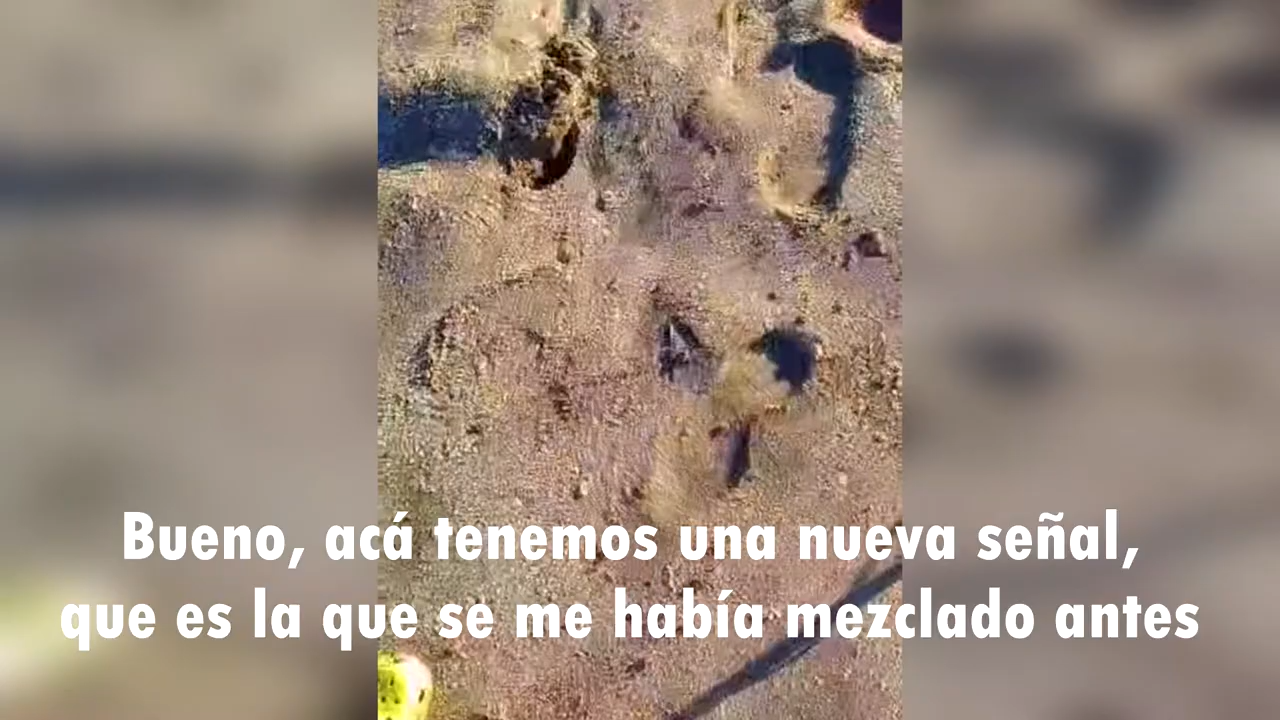 Bueno, acá tenemos una nueva señal,
que es la que se me había mezclado antes